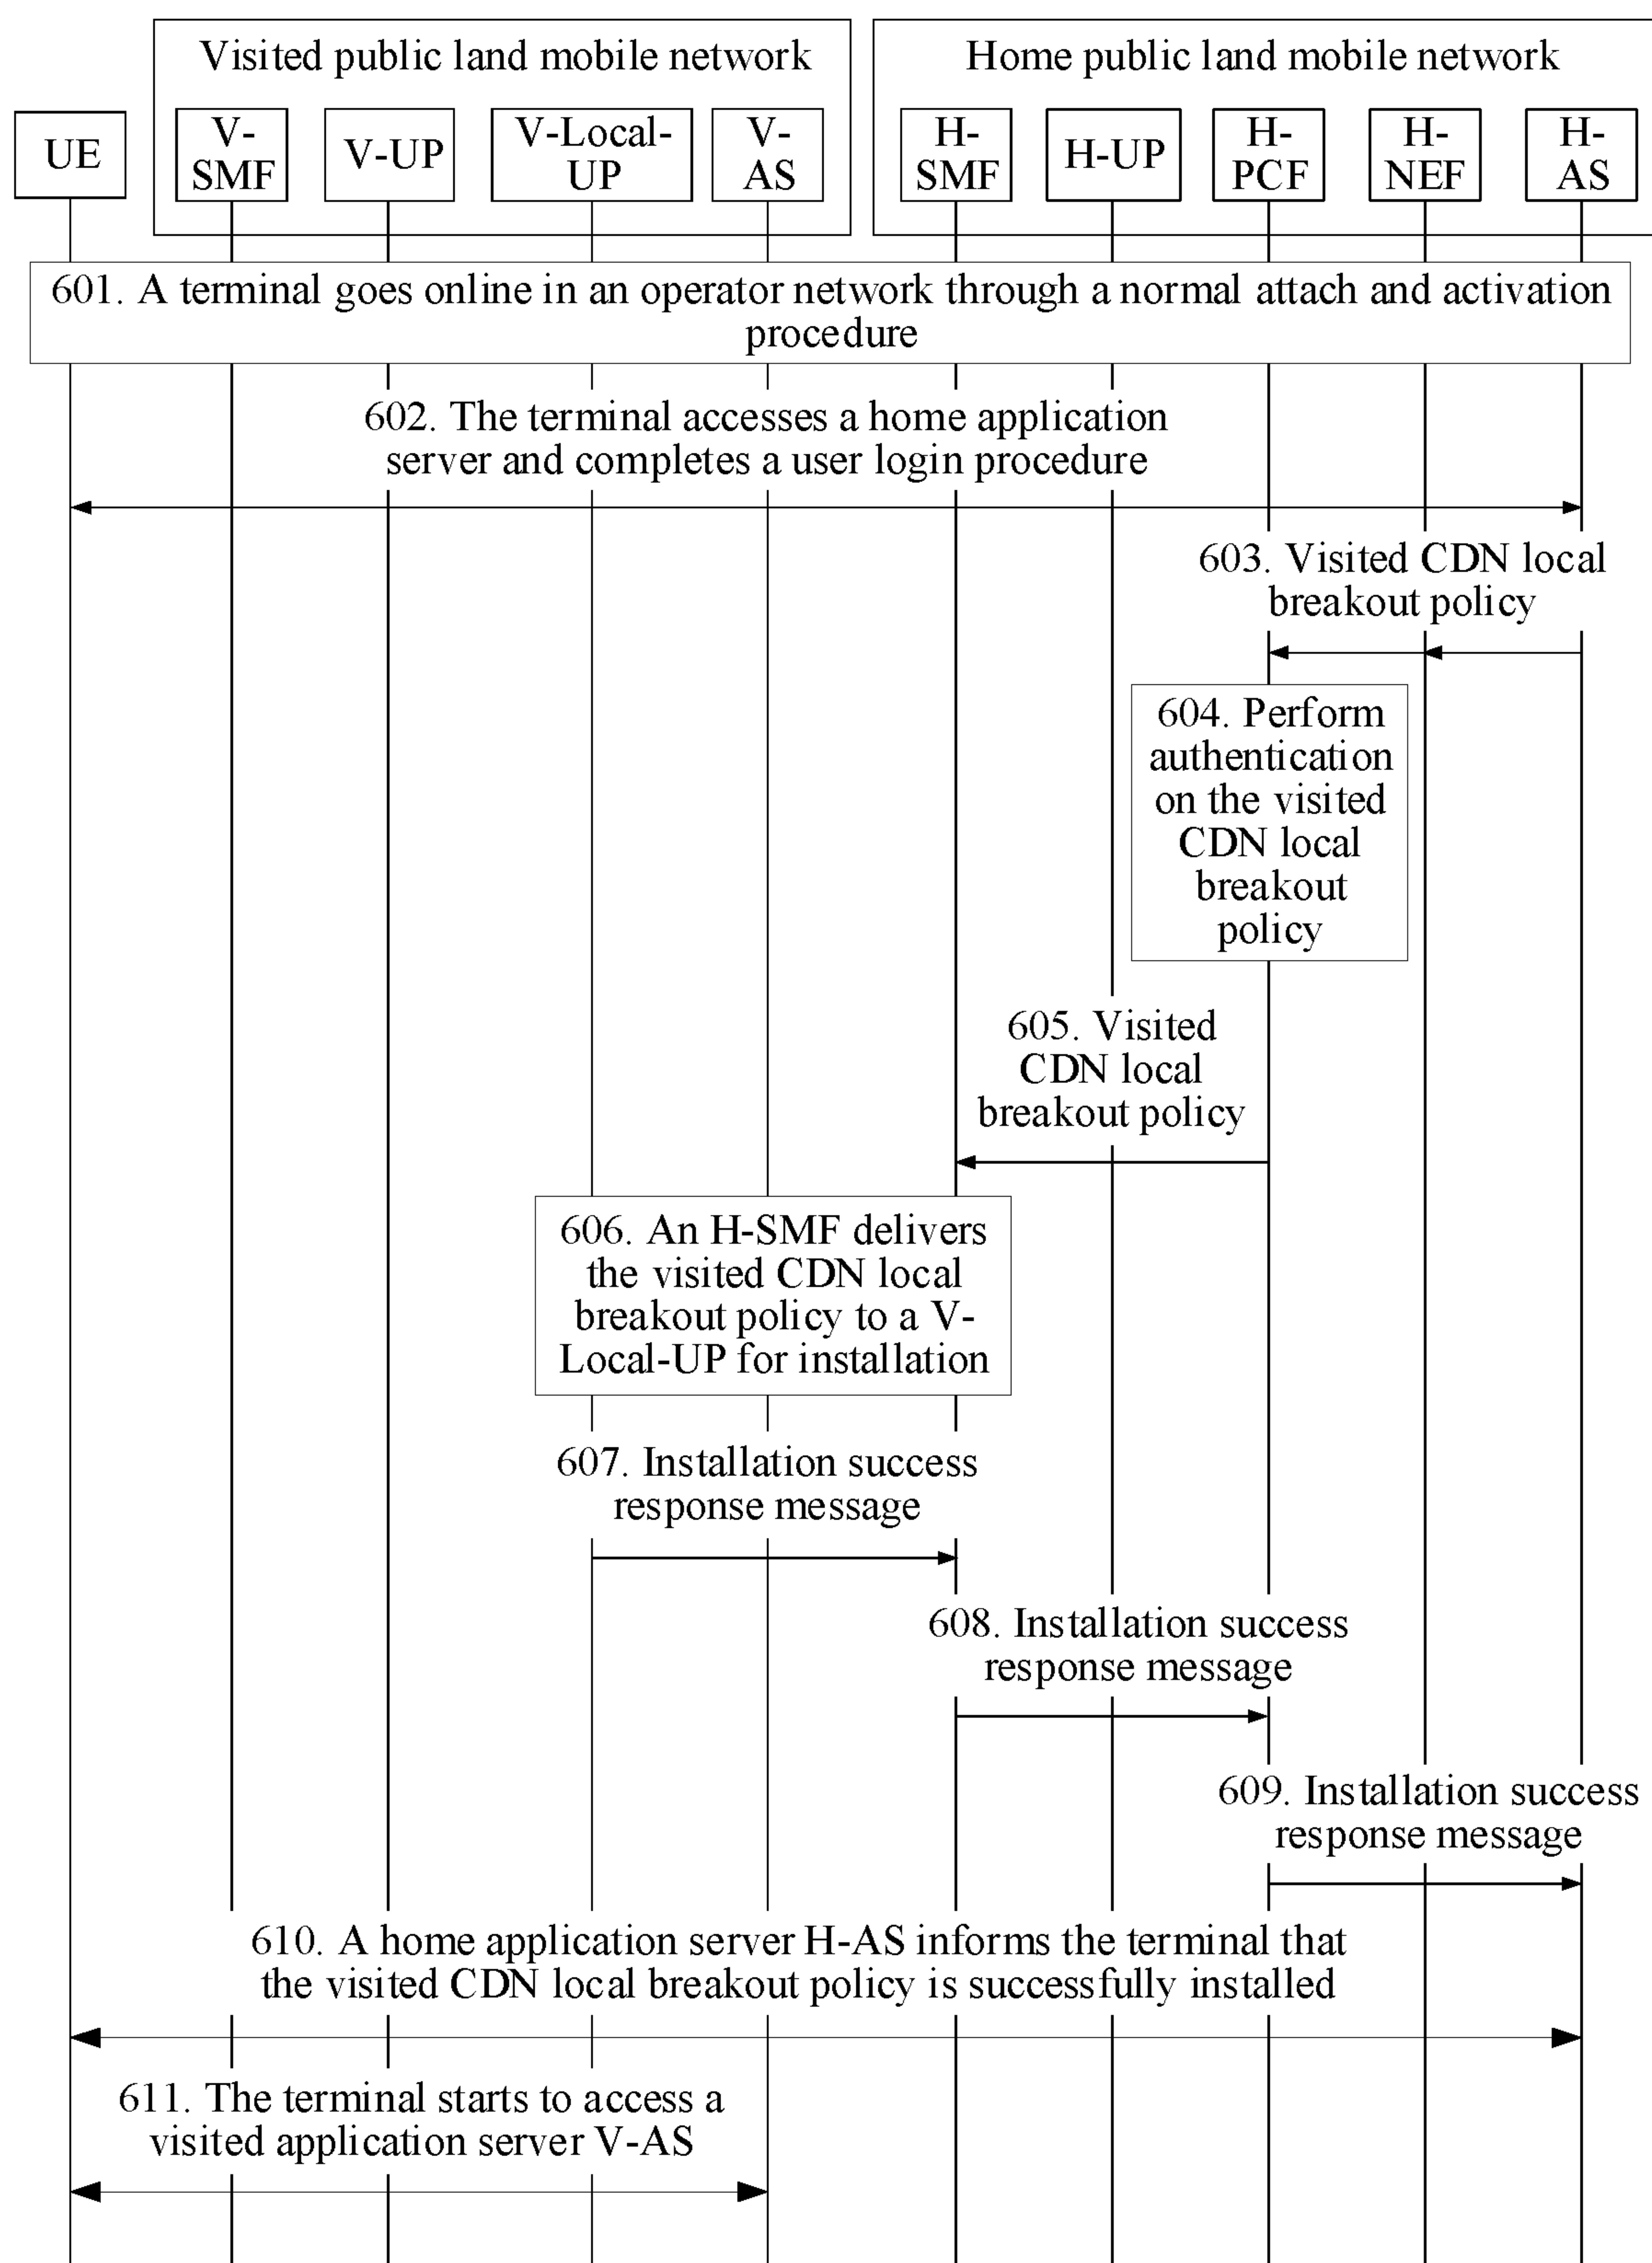 Visited public land mobile network
Home public land mobile network
UE
V-
SMF
V-UP
V-Local-
UP
V-
AS
H-
SMF
H-UP
H-
PCF
H-
NEF
H-
AS
601. A terminal goes online in an operator network through a normal attach and activation
procedure
602. The terminal accesses a home application
server and completes a user login procedure
603. Visited CDN local
breakout policy
604. Perform
authentication
on the visited
CDN local
breakout
policy
605. Visited
CDN local
breakout policy
606. An H-SMF delivers
the visited CDN local
breakout policy to a V-
Local-UP for installation
607. Installation success
response message
608. Installation success
response message
609. Installation success
response message
610. A home application server H-AS informs the terminal that
the visited CDN local breakout policy is successfully installed
611. The terminal starts to access a
visited application server V-AS